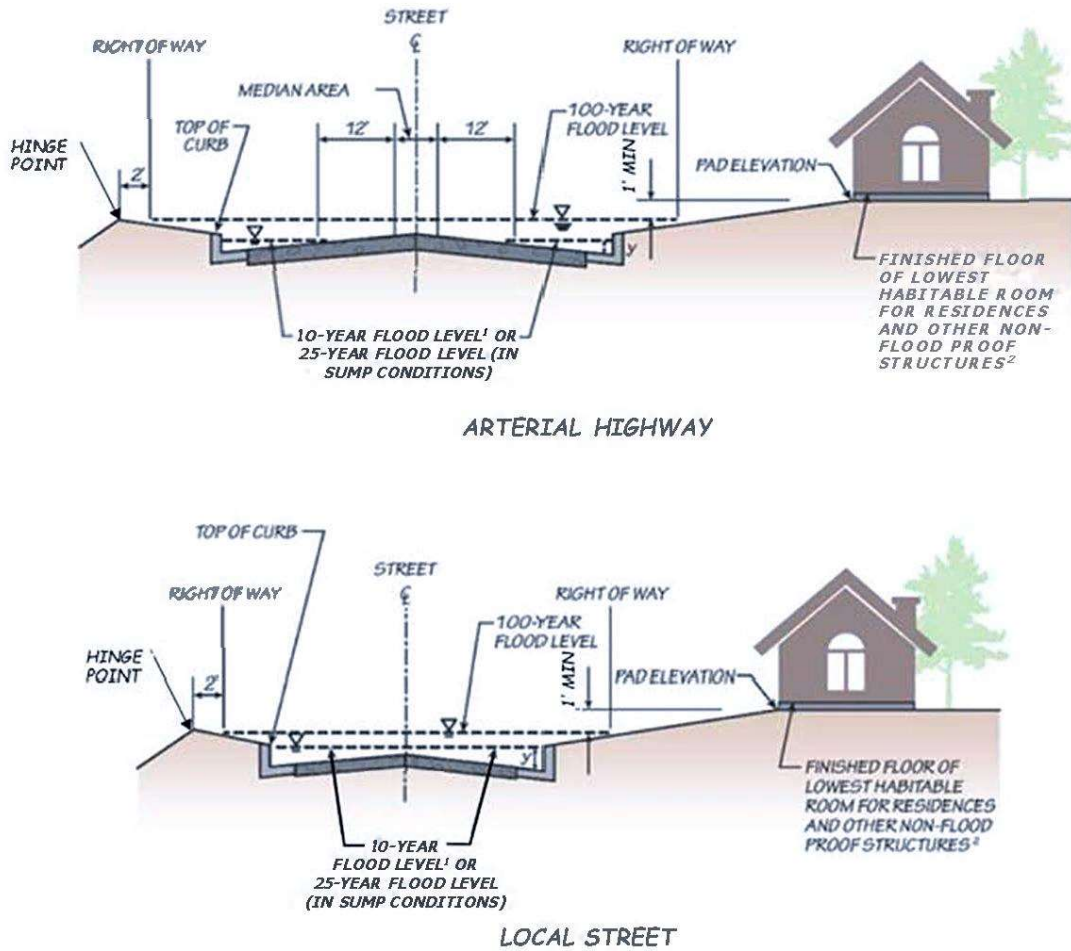 STREET
℄
RIGHT OF WAY
RIGHT OF WAY
MEDIAN AREA
100-YEAR
FLOOD LEVEL
TOP OF
CURB
12'
12'
HINGE
POINT
2'
1' MIN
PAD ELEVATION
y
FINISHED FLOOR
OF LOWEST
HABITABLE ROOM
FOR RESIDENCES
AND OTHER NON-
FLOOD PROOF
STRUCTURES²
10-YEAR FLOOD LEVEL¹ OR
25-YEAR FLOOD LEVEL (IN
SUMP CONDITIONS)
ARTERIAL HIGHWAY
TOP OF CURB
STREET
℄
RIGHT OF WAY
RIGHT OF WAY
100-YEAR
FLOOD LEVEL
HINGE
POINT
2'
1' MIN
PAD ELEVATION
y
FINISHED FLOOR OF
LOWEST HABITABLE
ROOM FOR RESIDENCES
AND OTHER NON-FLOOD
PROOF STRUCTURES²
10-YEAR
FLOOD LEVEL¹ OR
25-YEAR FLOOD LEVEL
(IN SUMP CONDITIONS)
LOCAL STREET